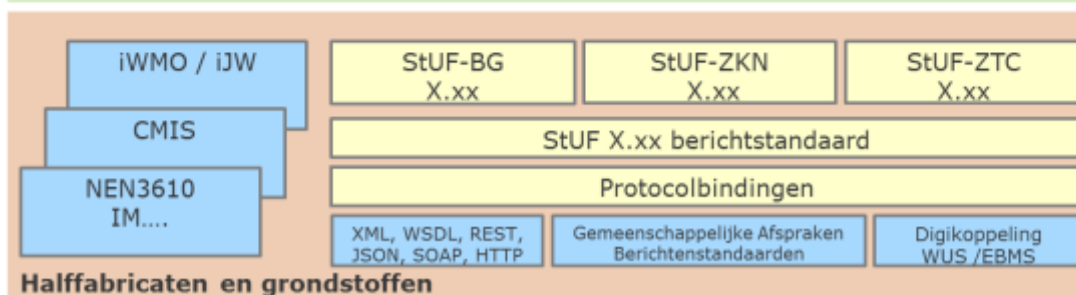 iWMO / iJW
CMIS
NEN3610
IM....
StUF-BG
X.xx
StUF-ZKN
X.xx
StUF-ZTC
X.xx
StUF X.xx berichtstandaard
Protocolbindingen
XML, WSDL, REST,
JSON, SOAP, HTTP
Gemeenschappelijke Afspraken
Berichtenstandaarden
Digikoppeling
WUS /EBMS
Halffabricaten en grondstoffen